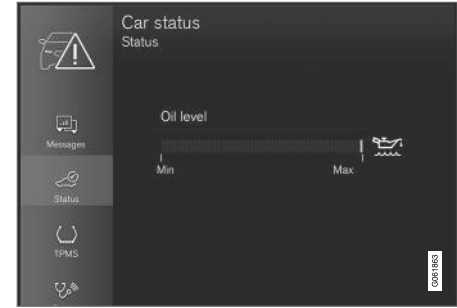 Car status
Status
Messages
Status
TPMS
Oil level
Min Max
G061863